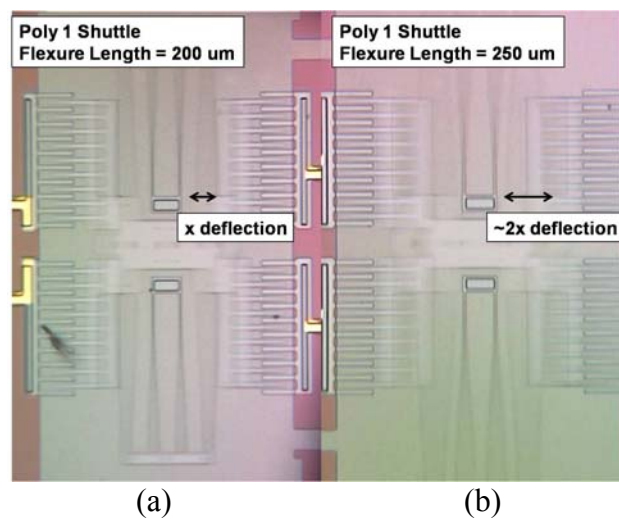 Poly 1 Shuttle
Flexure Length = 200 um
Poly 1 Shuttle
Flexure Length = 250 um
x deflection
~2x deflection
(a)
(b)